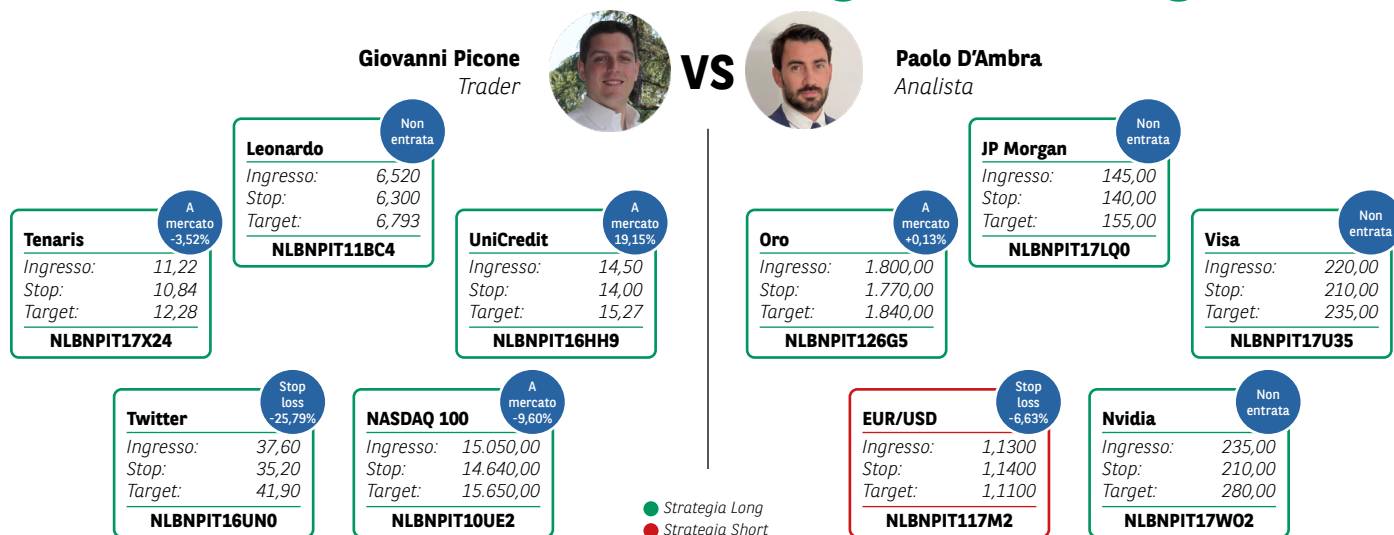 Giovanni Picone
Trader
VS
Paolo D'Ambra
Analista
Leonardo
Non
entrata
Ingresso: 6,520
Stop: 6,300
Target: 6,793
NLBNPIT11BC4
Tenaris
A
mercato
-3,52%
Ingresso: 11,22
Stop: 10,84
Target: 12,28
NLBNPIT17X24
UniCredit
A
mercato
19,15%
Ingresso: 14,50
Stop: 14,00
Target: 15,27
NLBNPIT16HH9
Twitter
Stop
loss
-25,79%
Ingresso: 37,60
Stop: 35,20
Target: 41,90
NLBNPIT16UN0
NASDAQ 100
A
mercato
-9,60%
Ingresso: 15.050,00
Stop: 14.640,00
Target: 15.650,00
NLBNPIT10UE2
JP Morgan
Non
entrata
Ingresso: 145,00
Stop: 140,00
Target: 155,00
NLBNPIT17LQ0
Oro
A
mercato
+0,13%
Ingresso: 1.800,00
Stop: 1.770,00
Target: 1.840,00
NLBNPIT126G5
Visa
Non
entrata
Ingresso: 220,00
Stop: 210,00
Target: 235,00
NLBNPIT17U35
EUR/USD
Stop
loss
-6,63%
Ingresso: 1,1300
Stop: 1,1400
Target: 1,1100
NLBNPIT117M2
Nvidia
Non
entrata
Ingresso: 235,00
Stop: 210,00
Target: 280,00
NLBNPIT17WO2
Strategia Long
Strategia Short